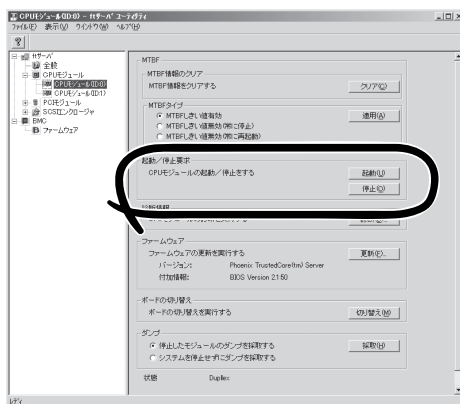 CPUモジュール(ID:0) - ftサーバ ユーティリティ
ファイル(F) 表示(V) ウインドウ(W) ヘルプ(H)
ftサーバ
全般
CPUモジュール
CPUモジュール(ID:0)
CPUモジュール(ID:1)
PCIモジュール
SCSIエンクロージャ
BMC
ファームウェア
MTBF
MTBF情報のクリア
MTBF情報をクリアする
クリア(C)
MTBFタイプ
MTBFしきい値有効
適用(A)
MTBFしきい値無効(常に停止)
MTBFしきい値無効(常に再起動)
起動/停止要求
CPUモジュールの起動/停止をする
起動(U)
停止(O)
診断情報
ファームウェア
ファームウェアの更新を実行する
更新(F)...
バージョン: Phoenix TrustedCore(tm) Server
付加情報: BIOS Version 2.1.50
ボードの切り替え
ボードの切り替えを実行する
切り替え(M)
ダンプ
停止したモジュールのダンプを採取する
採取(H)
システムを停止せずにダンプを採取する
状態 Duplex
レディ